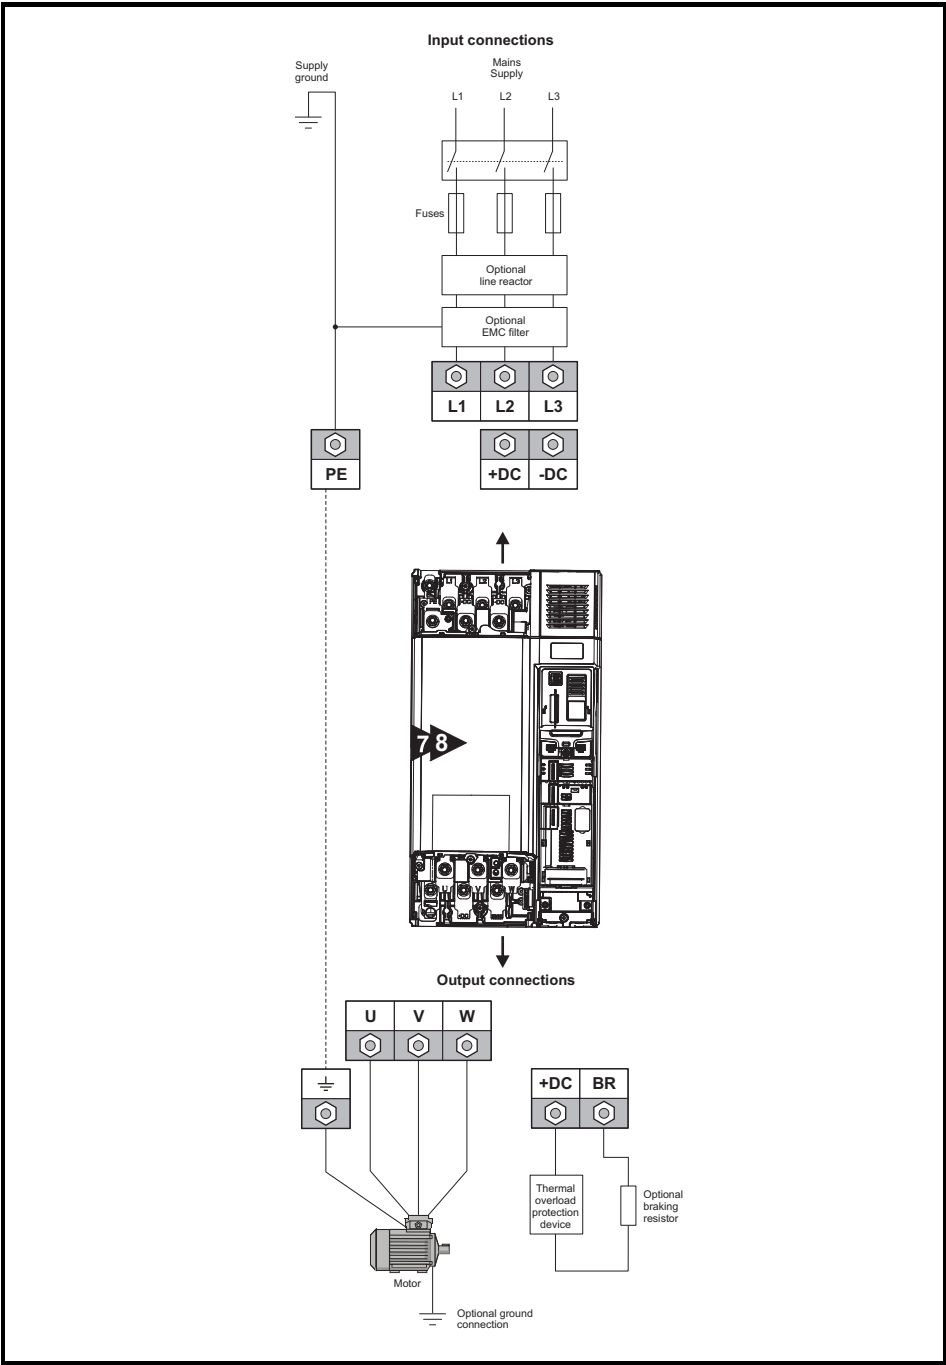 Input connections
Supply
ground
Mains
Supply
L1 L2 L3
Fuses
Optional
line reactor
Optional
EMC filter
L1 L2 L3
PE
+DC -DC
7 8
Output connections
U V W
+DC BR
Thermal
overload
protection
device
Optional
braking
resistor
Motor
Optional ground
connection